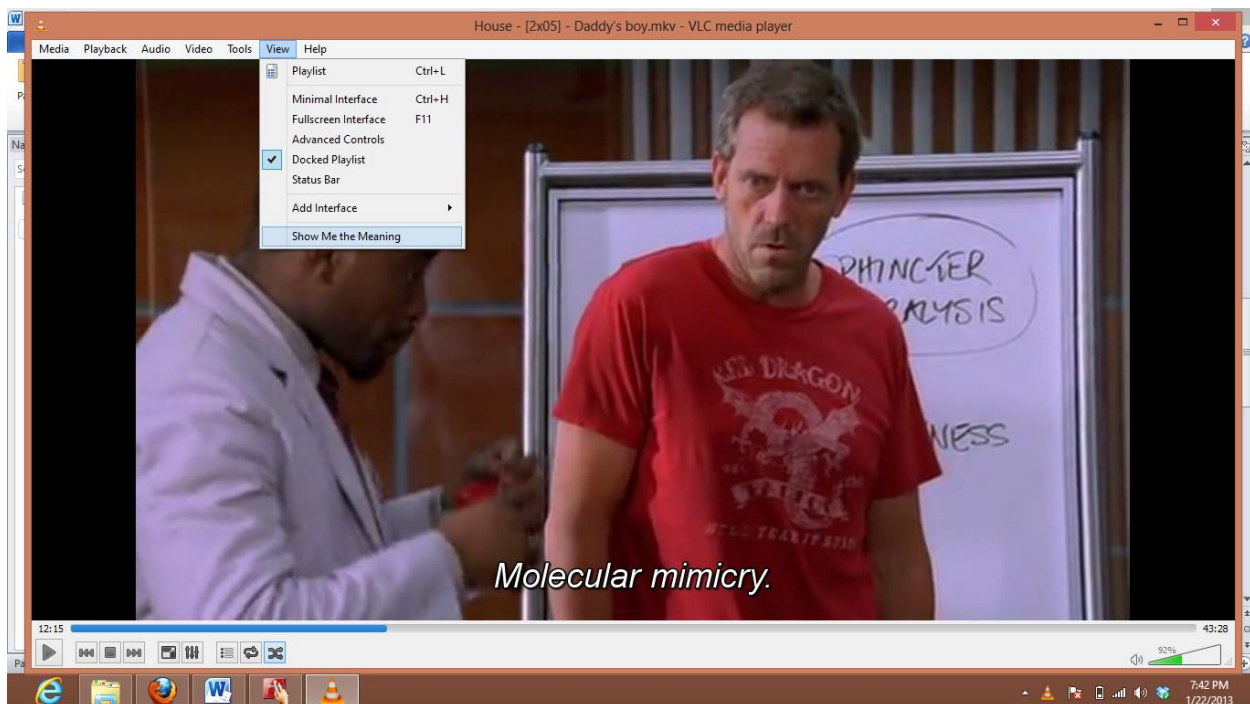 House - [2x05] - Daddy's boy.mkv - VLC media player
Media Playback Audio Video Tools View Help
Playlist Ctrl+L
Minimal Interface Ctrl+H
Fullscreen Interface F11
Advanced Controls
Docked Playlist
Status Bar
Add Interface
Show Me the Meaning
PHINCTER
RALYSIS
NESS
RED DRAGON
Molecular mimicry.
12:15 43:28
92%
7:42 PM
1/22/2013